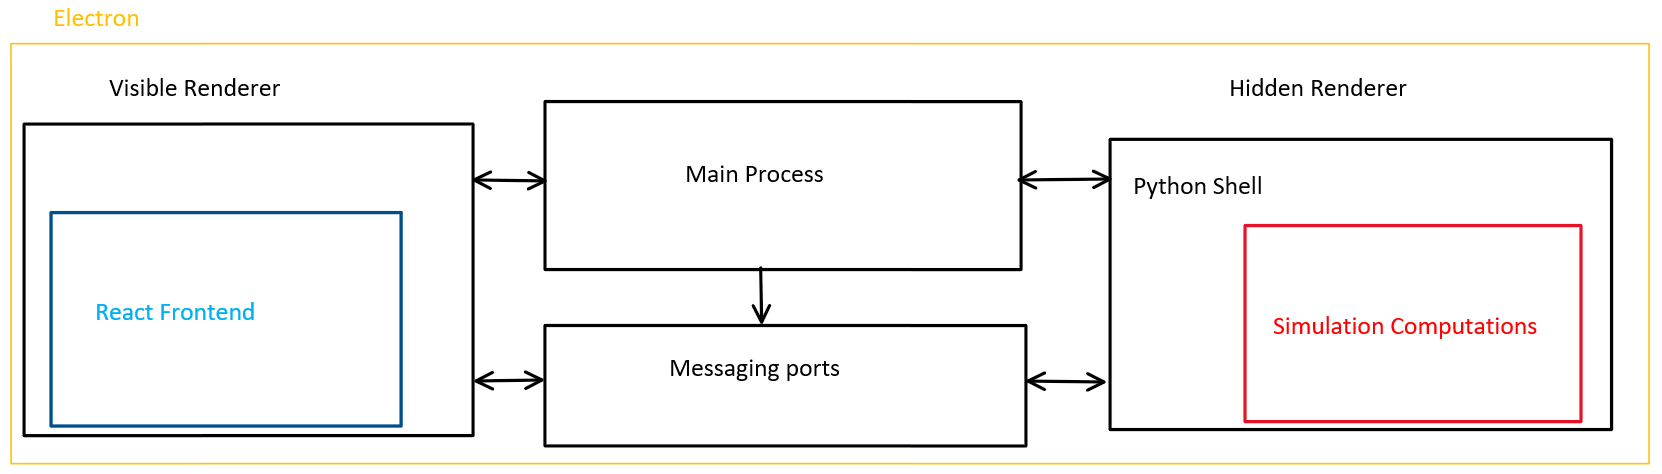 Electron
Visible Renderer
Hidden Renderer
Main Process
Python Shell
React Frontend
Simulation Computations
Messaging ports